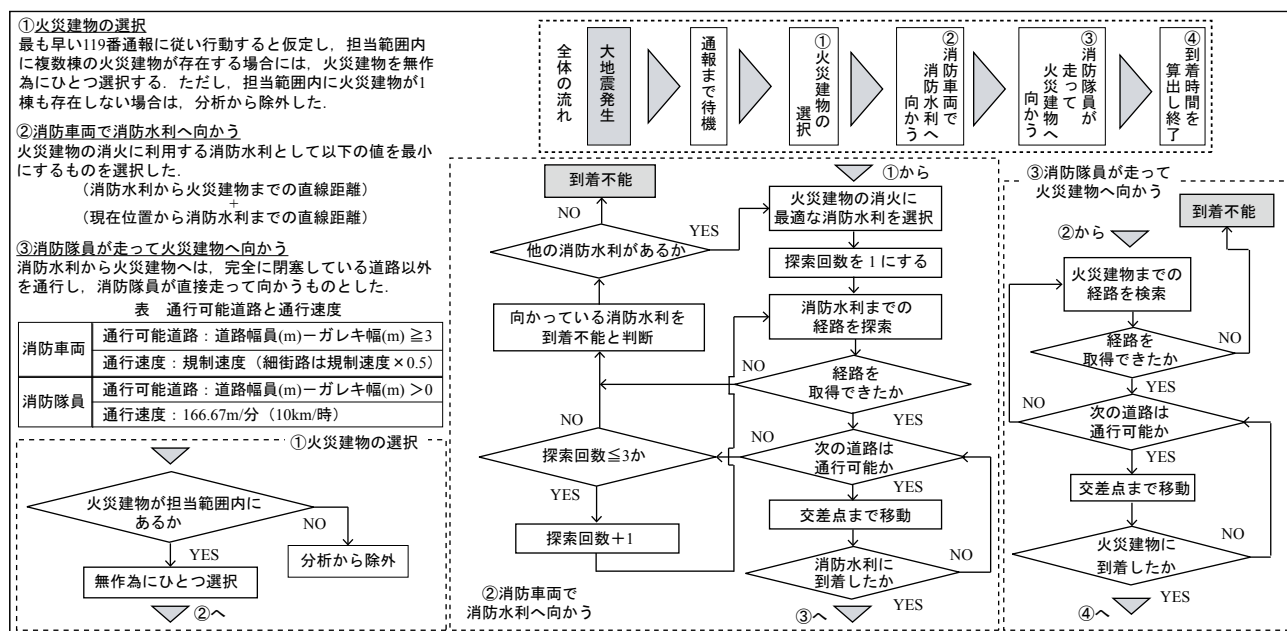 ①火災建物の選択
最も早い119番通報に従い行動すると仮定し，担当範囲内
に複数棟の火災建物が存在する場合には，火災建物を無作
為にひとつ選択する．ただし，担当範囲内に火災建物が1
棟も存在しない場合は，分析から除外した．
②消防車両で消防水利へ向かう
火災建物の消火に利用する消防水利として以下の値を最小
にするものを選択した．
（消防水利から火災建物までの直線距離）
+
（現在位置から消防水利までの直線距離）
③消防隊員が走って火災建物へ向かう
消防水利から火災建物へは，完全に閉塞している道路以外
を通行し，消防隊員が直接走って向かうものとした．
表　通行可能道路と通行速度
消防車両
通行可能道路：道路幅員(m)－ガレキ幅(m) ≧3
通行速度：規制速度（細街路は規制速度×0.5）
消防隊員
通行可能道路：道路幅員(m)－ガレキ幅(m) ＞0
通行速度：166.67m/分（10km/時）
①火災建物の選択
火災建物が担当範囲内に
あるか
NO
YES
分析から除外
無作為にひとつ選択
②へ
全体の流れ
大地震発生
通報まで待機
①火災建物の
選択
②消防車両で
消防水利へ
向かう
③消防隊員が
走って
火災建物へ
向かう
④到着時間を
算出し終了
①から
到着不能
火災建物の消火に
最適な消防水利を選択
NO
YES
他の消防水利があるか
探索回数を1にする
消防水利までの
経路を探索
向かっている消防水利を
到着不能と判断
NO
経路を
取得できたか
YES
NO
NO
探索回数≦3か
次の道路は
通行可能か
YES
YES
交差点まで移動
探索回数＋1
消防水利に
到着したか
NO
YES
②消防車両で
消防水利へ向かう
③へ
③消防隊員が走って
火災建物へ向かう
到着不能
②から
火災建物までの
経路を検索
経路を
取得できたか
NO
YES
NO
次の道路は
通行可能か
YES
交差点まで移動
NO
火災建物に
到着したか
YES
④へ